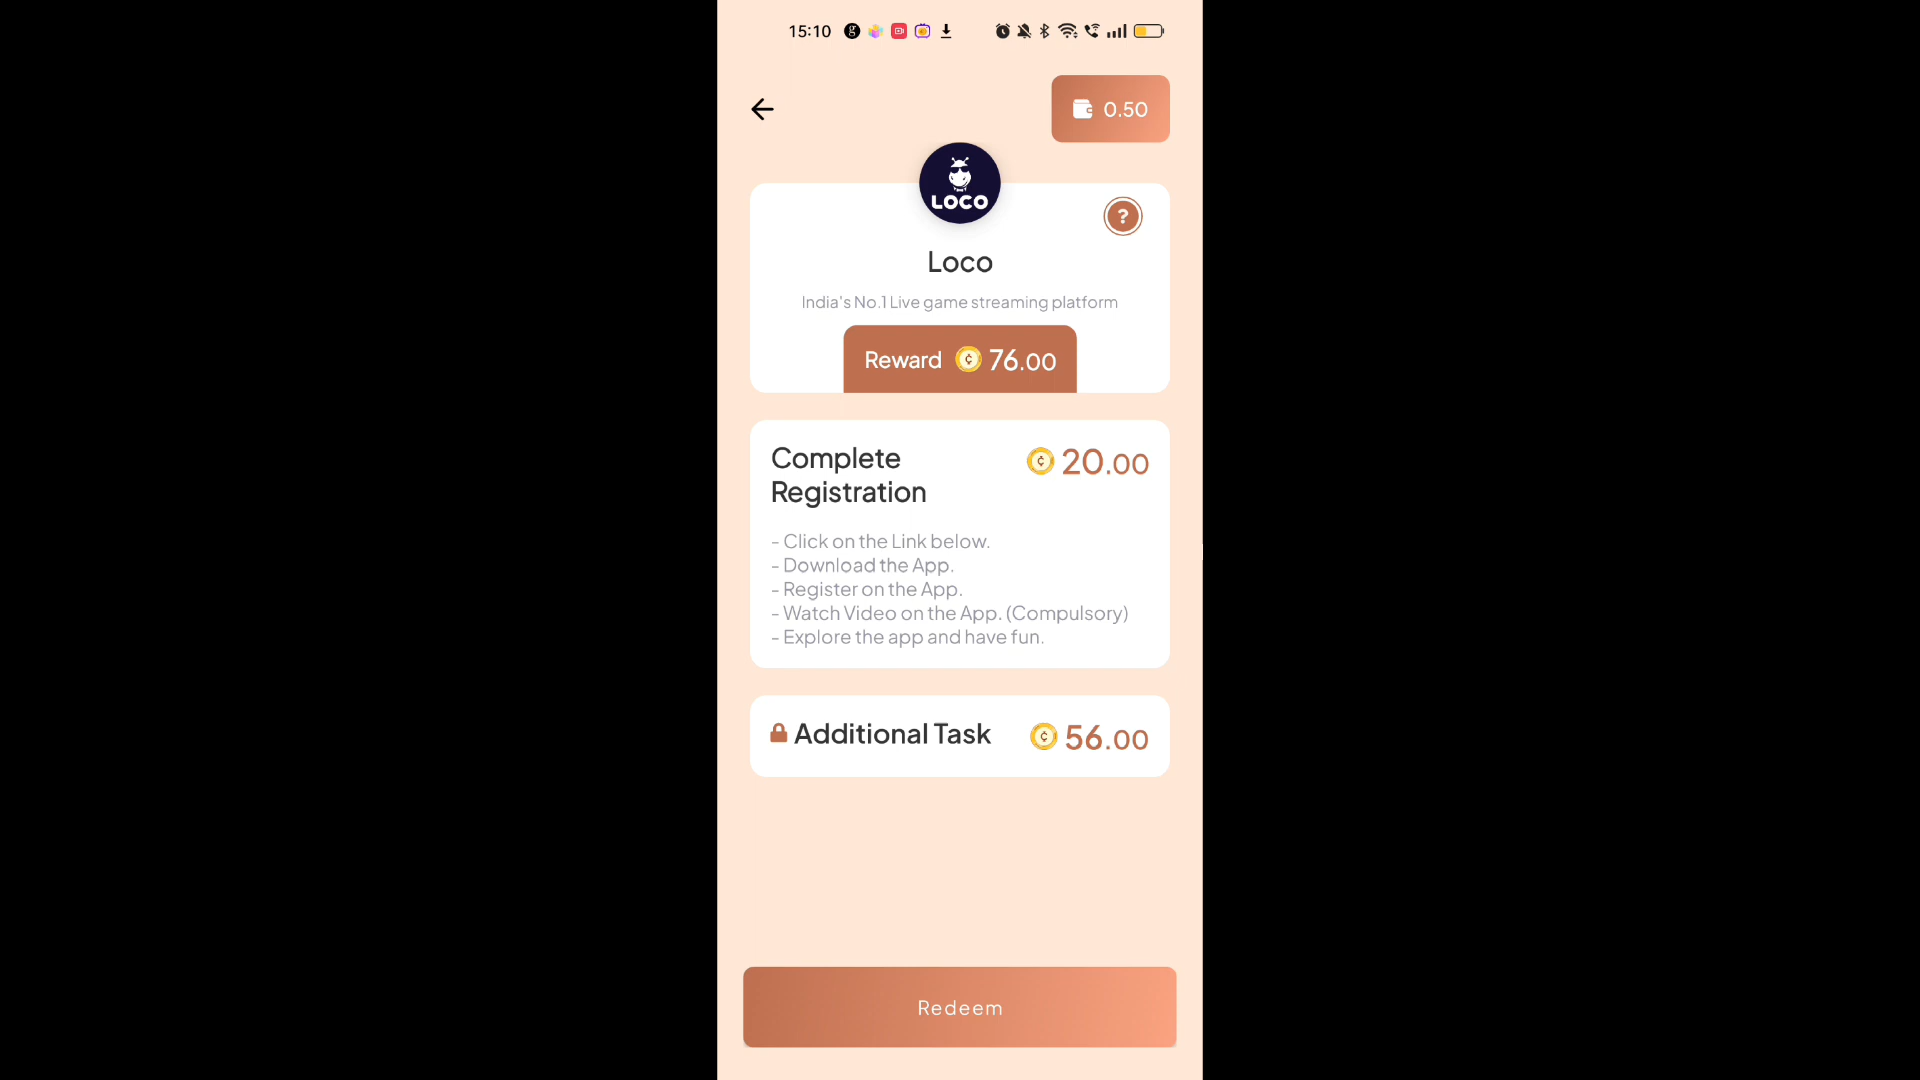 15:10
0.50
LOCO
?
Loco
India's No.1 Live game streaming platform
Reward 76.00
Complete
Registration
20.00
- Click on the Link below.
- Download the App.
- Register on the App.
- Watch Video on the App. (Compulsory)
- Explore the app and have fun.
Additional Task 56.00
Redeem